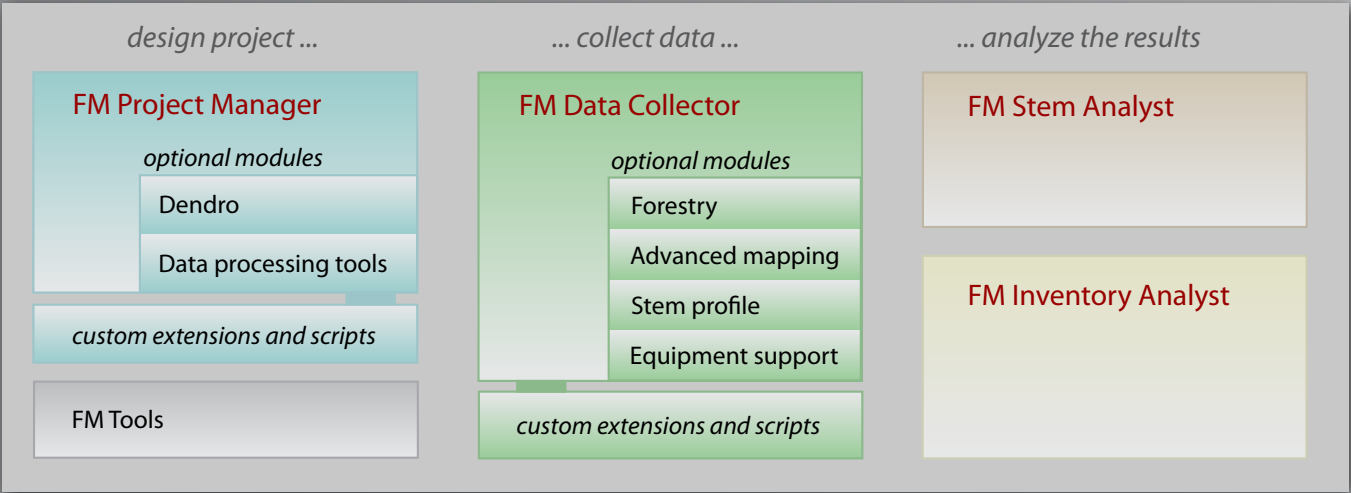 design project ...
... collect data ...
... analyze the results
FM Project Manager
optional modules
Dendro
Data processing tools
custom extensions and scripts
FM Tools
FM Data Collector
optional modules
Forestry
Advanced mapping
Stem profile
Equipment support
custom extensions and scripts
FM Stem Analyst
FM Inventory Analyst